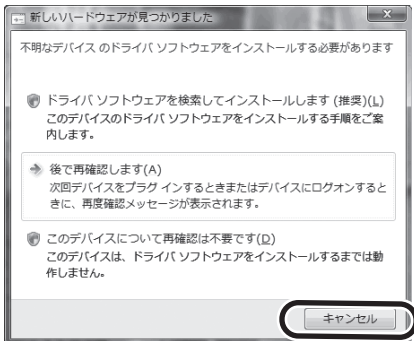 新しいハードウェアが見つかりました
不明なデバイス のドライバ ソフトウェアをインストールする必要があります
ドライバ ソフトウェアを検索してインストールします (推奨)(L)
このデバイスのドライバ ソフトウェアをインストールする手順をご案
内します。
後で再確認します(A)
次回デバイスをプラグ インするときまたはデバイスにログオンすると
きに、再度確認メッセージが表示されます。
このデバイスについて再確認は不要です(D)
このデバイスは、ドライバ ソフトウェアをインストールするまでは動
作しません。
キャンセル